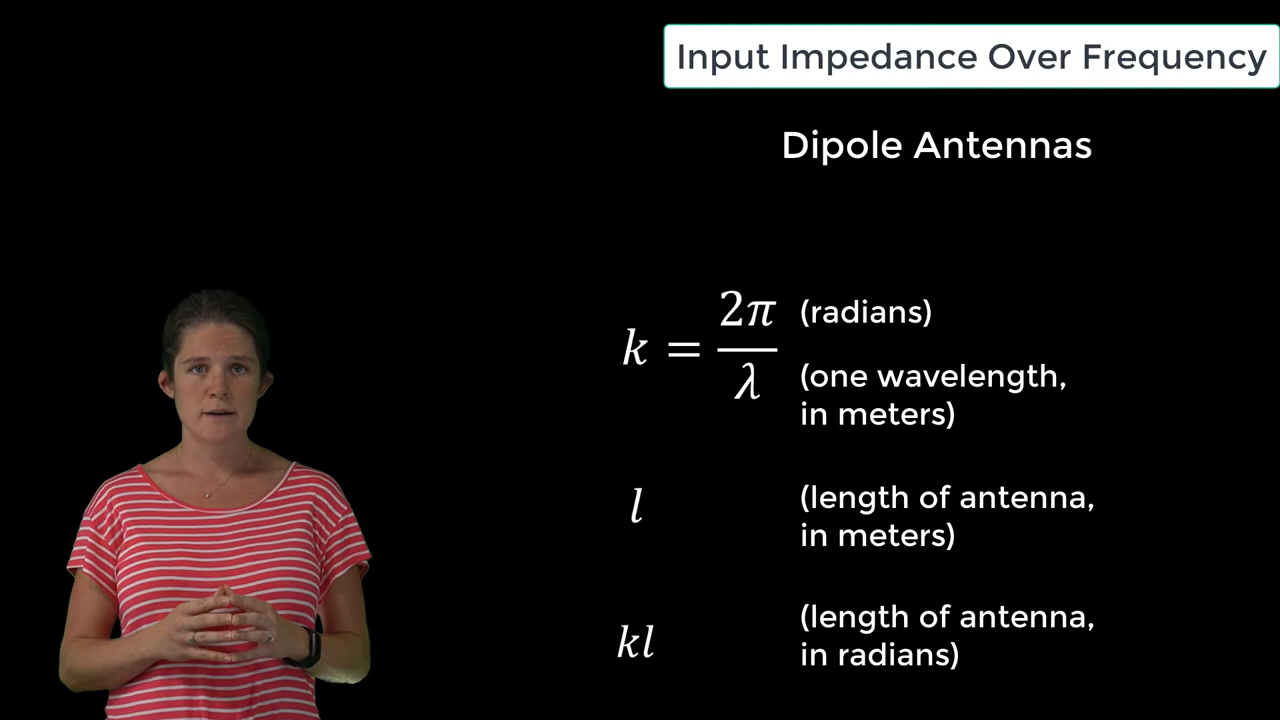 Input Impedance Over Frequency
Dipole Antennas
k = 2π/λ
(radians)
(one wavelength,
in meters)
l
(length of antenna,
in meters)
kl
(length of antenna,
in radians)